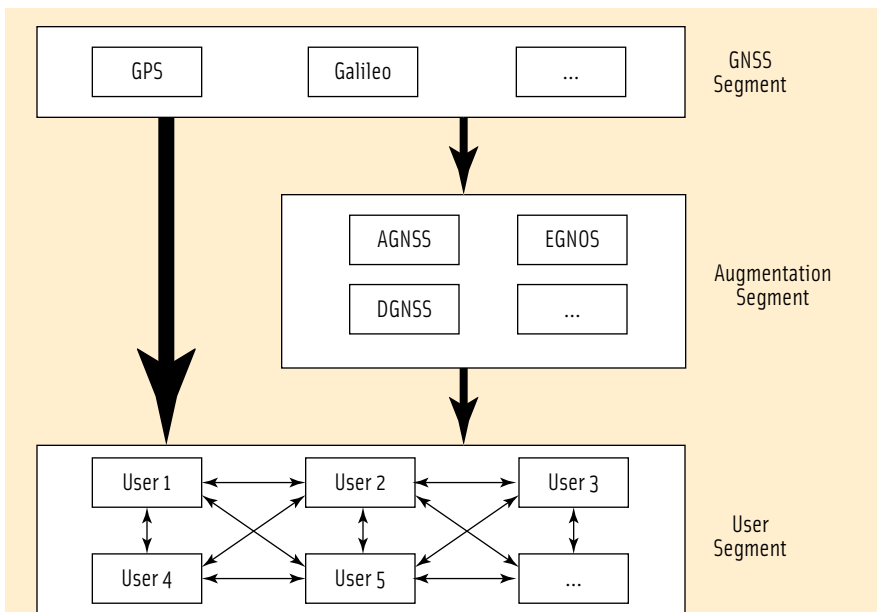 GPS
Galileo
...
GNSS
Segment
AGNSS
EGNOS
DGNSS
...
Augmentation
Segment
User 1
User 2
User 3
User 4
User 5
...
User
Segment